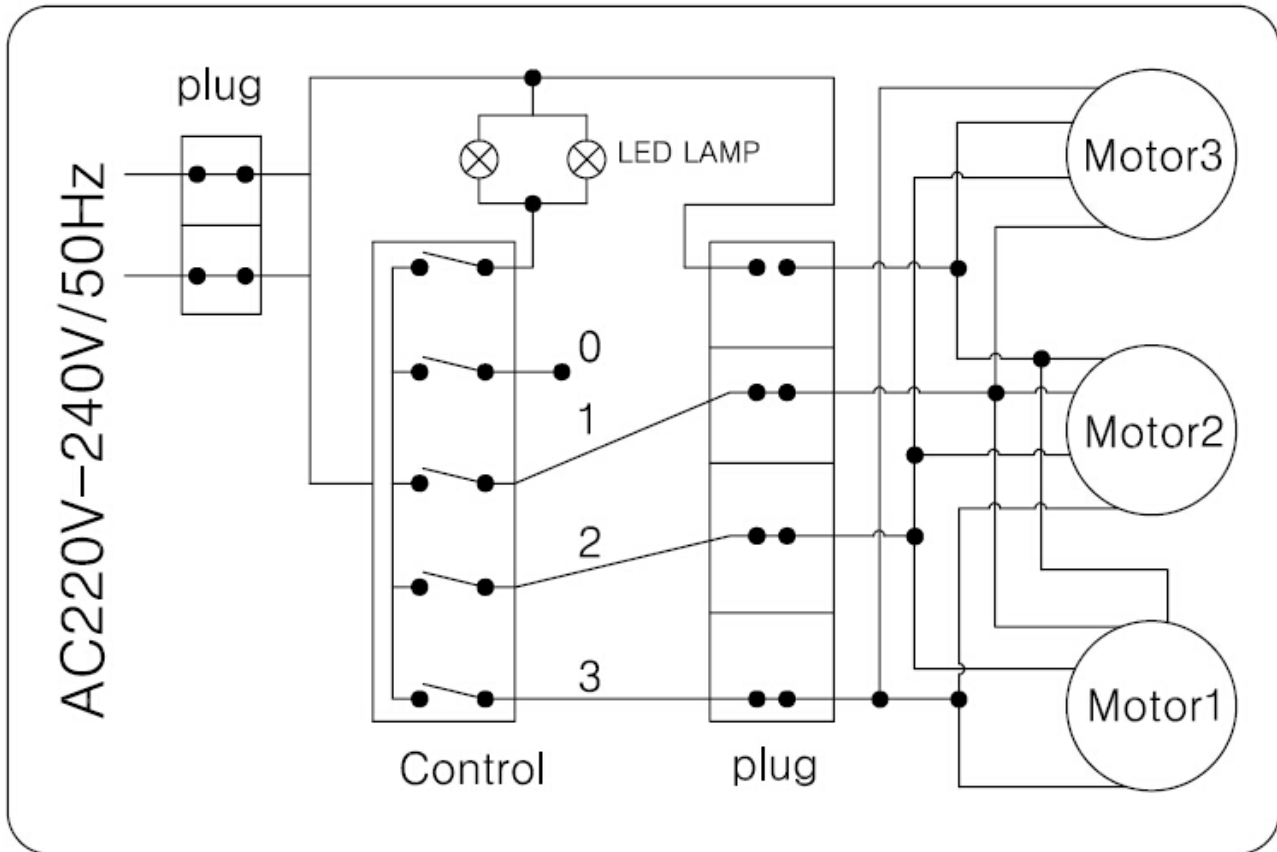 plug
LED LAMP
AC220V-240V/50Hz
0
1
2
3
Control
plug
Motor3
Motor2
Motor1